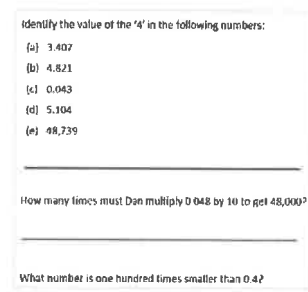 Identify the value of the '4' in the following numbers:
(a) 3.407
(b) 4.821
(c) 0.043
(d) 5.104
(e) 48,739
How many times must Dan multiply 0.048 by 10 to get 48,000?
What number is one hundred times smaller than 0.4?